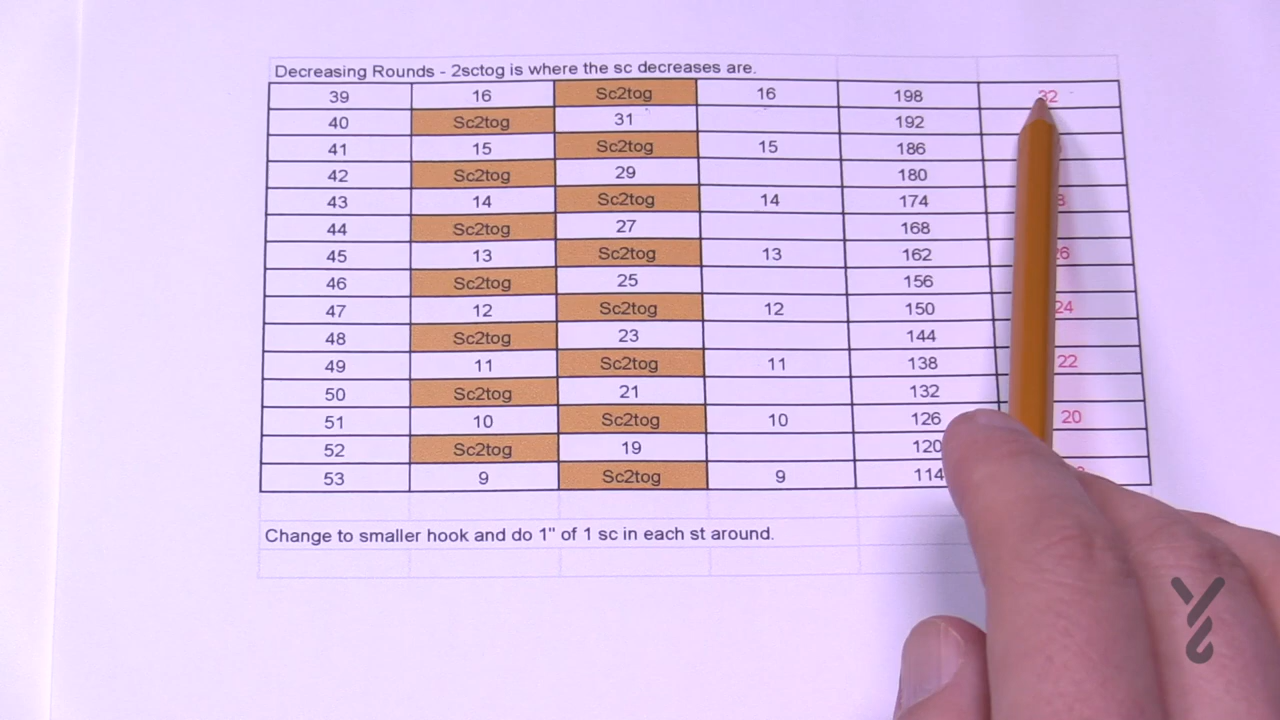 Decreasing Rounds - 2sctog is where the sc decreases are.
39 16 Sc2tog 16 198 32
40 Sc2tog 31 192
41 15 Sc2tog 15 186
42 Sc2tog 29 180
43 14 Sc2tog 14 174
44 Sc2tog 27 168
45 13 Sc2tog 13 162 26
46 Sc2tog 25 156
47 12 Sc2tog 12 150 24
48 Sc2tog 23 144
49 11 Sc2tog 11 138 22
50 Sc2tog 21 132
51 10 Sc2tog 10 126 20
52 Sc2tog 19 120
53 9 Sc2tog 9 114
Change to smaller hook and do 1" of 1 sc in each st around.